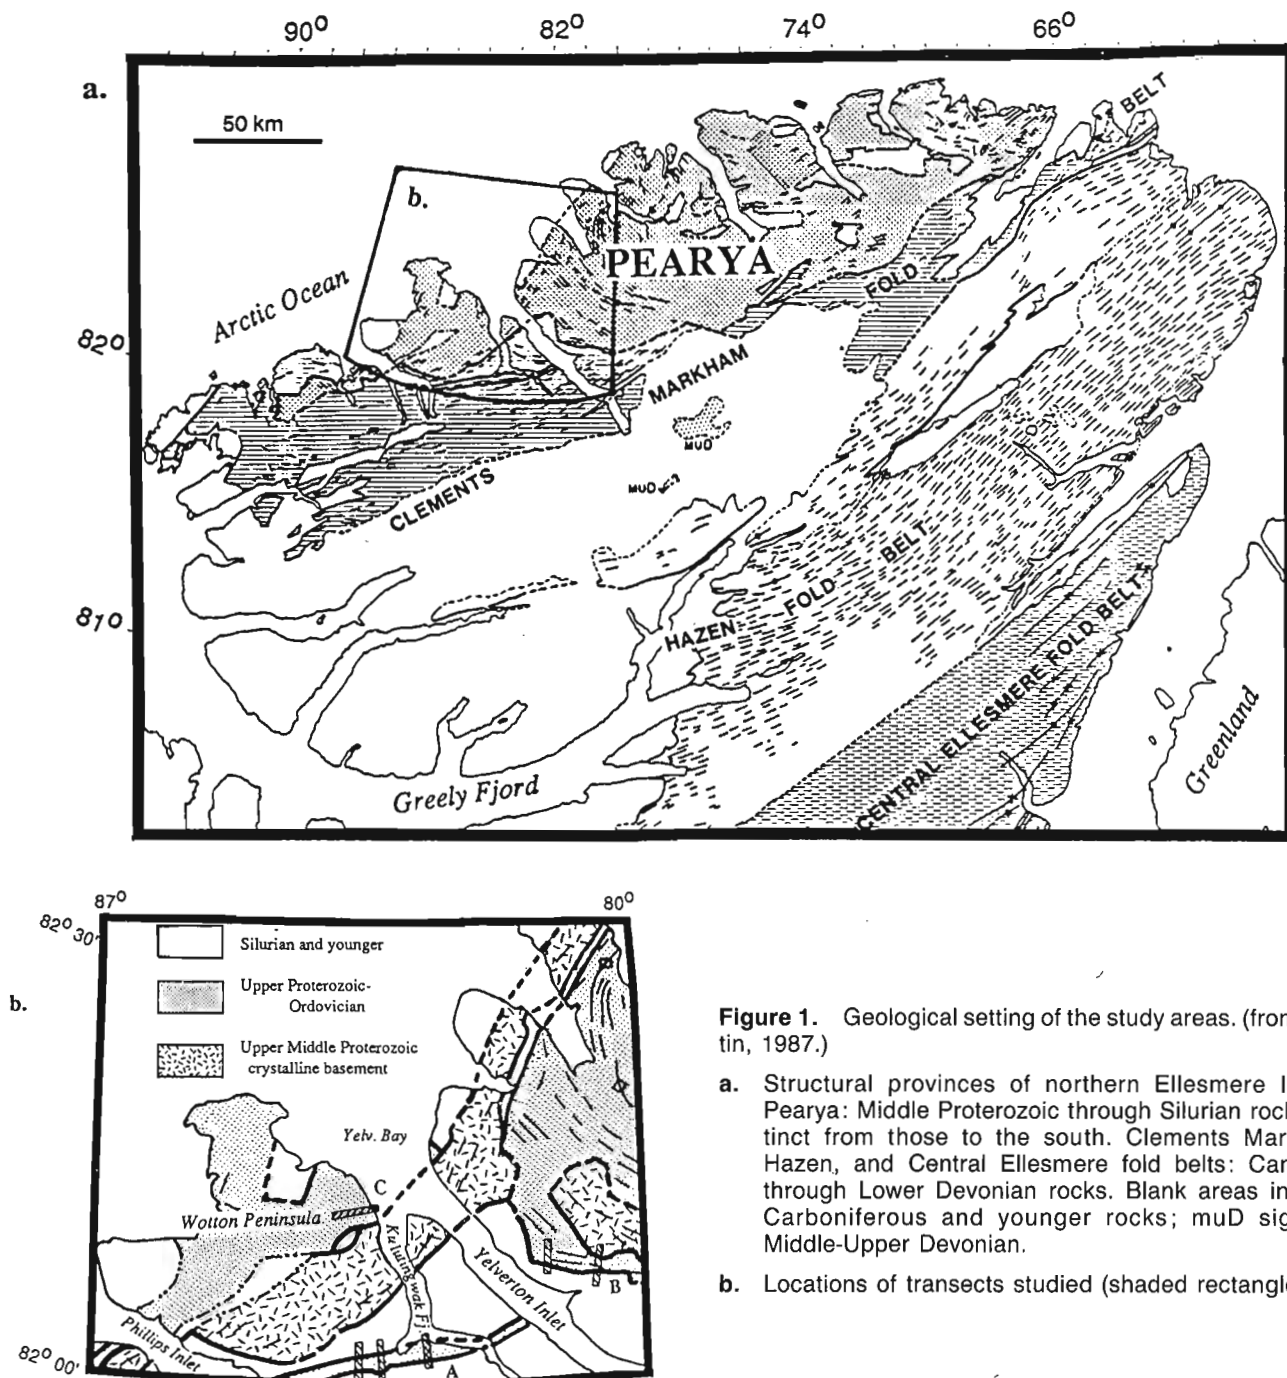 90° 82° 74° 66°
a.
50 km
b.
BELT
PEARYA
FOLD
Arctic Ocean
82°
MARKHAM
MUD
MUD
CLEMENTS
BELT
FOLD
HAZEN
81°
CENTRAL ELLESMERE FOLD BELT
Greely Fjord
Greenland
87° 80°
82° 30'
b.
Silurian and younger
Upper Proterozoic-
Ordovician
Upper Middle Proterozoic
crystalline basement
Yelv. Bay
C
Wotton Peninsula
Kulutingwak F
Yelverton Inlet
B
Phillips Inlet
82° 00'
A
Figure 1. Geological setting of the study areas. (from
tin, 1987.)
a. Structural provinces of northern Ellesmere I
Pearya: Middle Proterozoic through Silurian rock
tinct from those to the south. Clements Mar
Hazen, and Central Ellesmere fold belts: Cam
through Lower Devonian rocks. Blank areas in
Carboniferous and younger rocks; muD sig
Middle-Upper Devonian.
b. Locations of transects studied (shaded rectangle